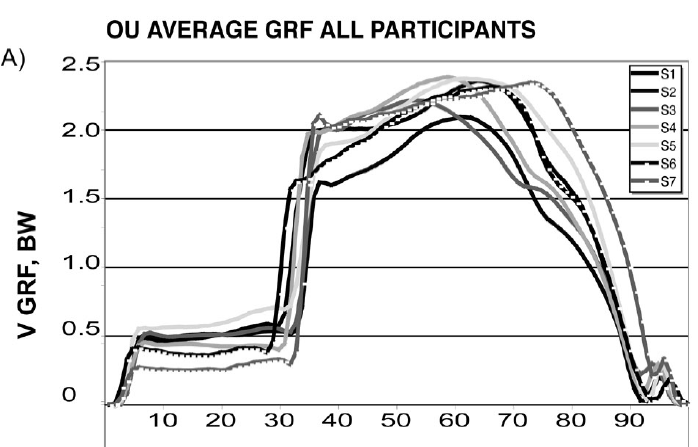 OU AVERAGE GRF ALL PARTICIPANTS
A)
V GRF, BW
2.5
2.0
1.5
1.0
0.5
0
10 20 30 40 50 60 70 80 90
S1
S2
S3
S4
S5
S6
S7